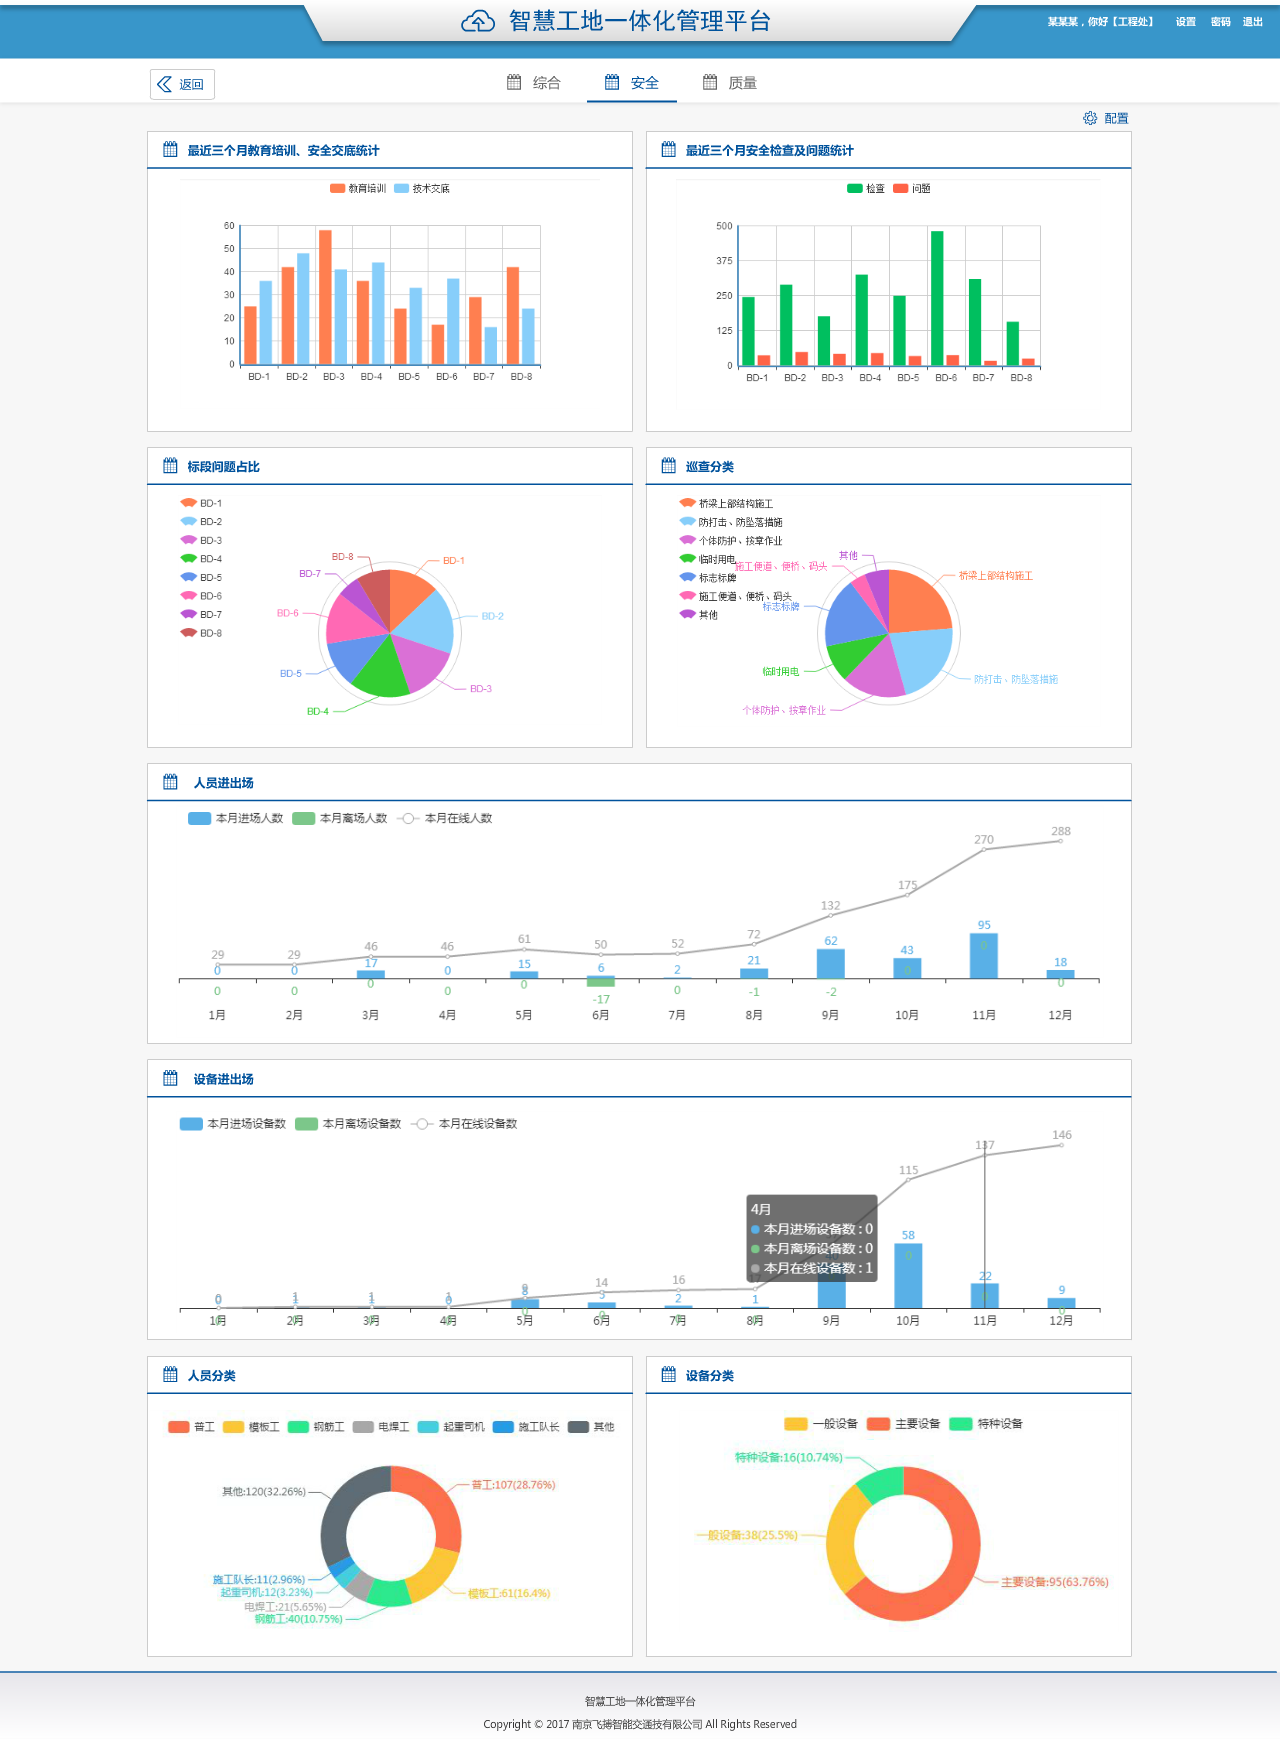 智慧工地一体化管理平台
某某某，你好【工程处】 设置 密码 退出
返回 综合 安全 质量
配置
最近三个月教育培训、安全交底统计
教育培训 技术交底
60
50
40
30
20
10
0
BD-1 BD-2 BD-3 BD-4 BD-5 BD-6 BD-7 BD-8
最近三个月安全检查及问题统计
检查 问题
500
375
250
125
0
BD-1 BD-2 BD-3 BD-4 BD-5 BD-6 BD-7 BD-8
标段问题占比
BD-1
BD-2
BD-3
BD-4
BD-5
BD-6
BD-7
BD-8
BD-8 BD-1
BD-7
BD-6 BD-2
BD-5 BD-3
BD-4
巡查分类
桥梁上部结构施工
防打击、防坠落措施
个体防护、按章作业
临时用电
标志标牌
施工便道、便桥、码头
其他
其他
施工便道、便桥、码头 桥梁上部结构施工
标志标牌
临时用电 防打击、防坠落措施
个体防护、按章作业
人员进出场
本月进场人数 本月离场人数 本月在线人数
29 29 46 46 61 50 52 72 132 175 270 288
0 0 17 0 15 6 2 21 62 43 95 18
0 0 0 0 0 -17 0 -1 -2 0 0 0
1月 2月 3月 4月 5月 6月 7月 8月 9月 10月 11月 12月
设备进出场
本月进场设备数 本月离场设备数 本月在线设备数
0 1 1 1 9 14 16 17 115 137 146
0 1 1 0 8 3 2 1 40 58 22 9
0 0 0 0 0 0 0 0 0 0 0
4月
本月进场设备数 : 0
本月离场设备数 : 0
本月在线设备数 : 1
1月 2月 3月 4月 5月 6月 7月 8月 9月 10月 11月 12月
人员分类
普工 模板工 钢筋工 电焊工 起重司机 施工队长 其他
普工:107(28.76%)
其他:120(32.26%)
施工队长:11(2.96%)
起重司机:12(3.23%)
模板工:61(16.4%)
电焊工:21(5.65%)
钢筋工:40(10.75%)
设备分类
一般设备 主要设备 特种设备
特种设备:16(10.74%)
一般设备:38(25.5%)
主要设备:95(63.76%)
智慧工地一体化管理平台
Copyright © 2017 南京飞搏智能交通技有限公司 All Rights Reserved